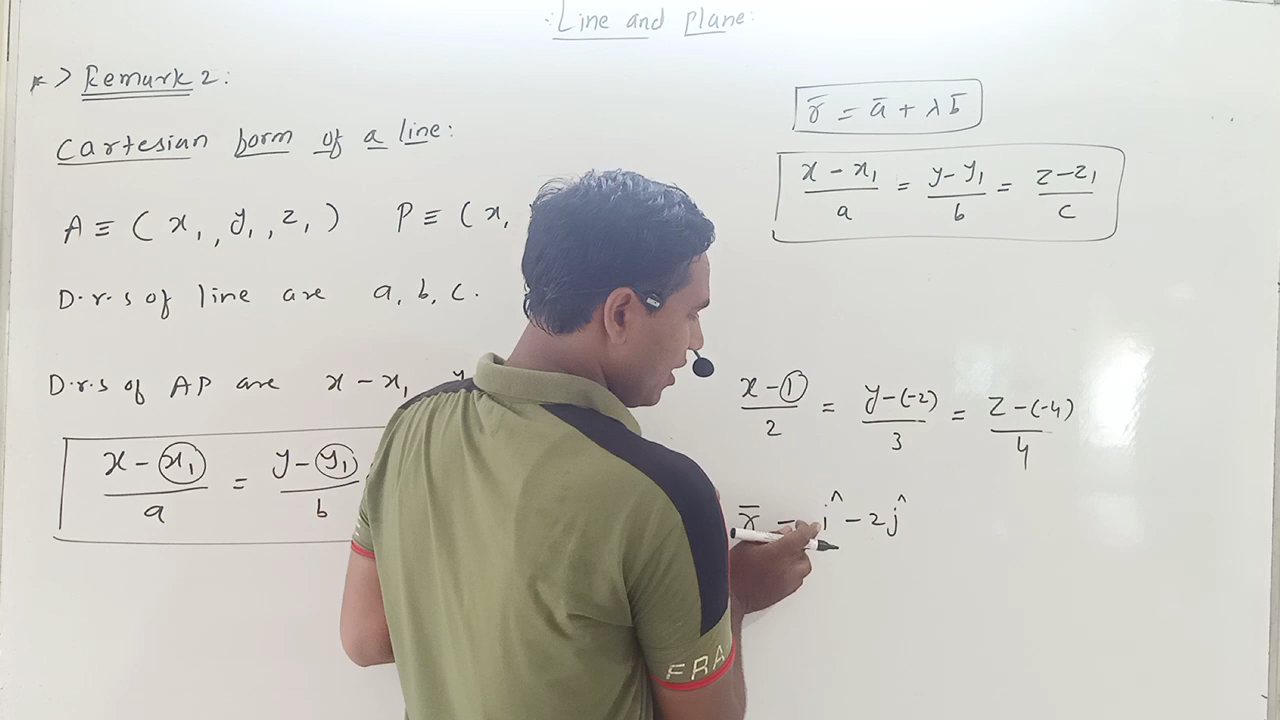 : Line and plane :
*> Remark 2 :
Cartesian form of a line :
A ≡ ( x₁ , y₁ , z₁ ) P ≡ ( x,
D.r.s of line are a, b, c .
D.r.s of AP are x – x₁
x – x₁ / a = y – y₁ / b
r̄ = ā + λ b̄
x – x₁ / a = y – y₁ / b = z – z₁ / c
x – 1 / 2 = y – (-2) / 3 = z – (-4) / 4
r̄ = î – 2ĵ
FRA